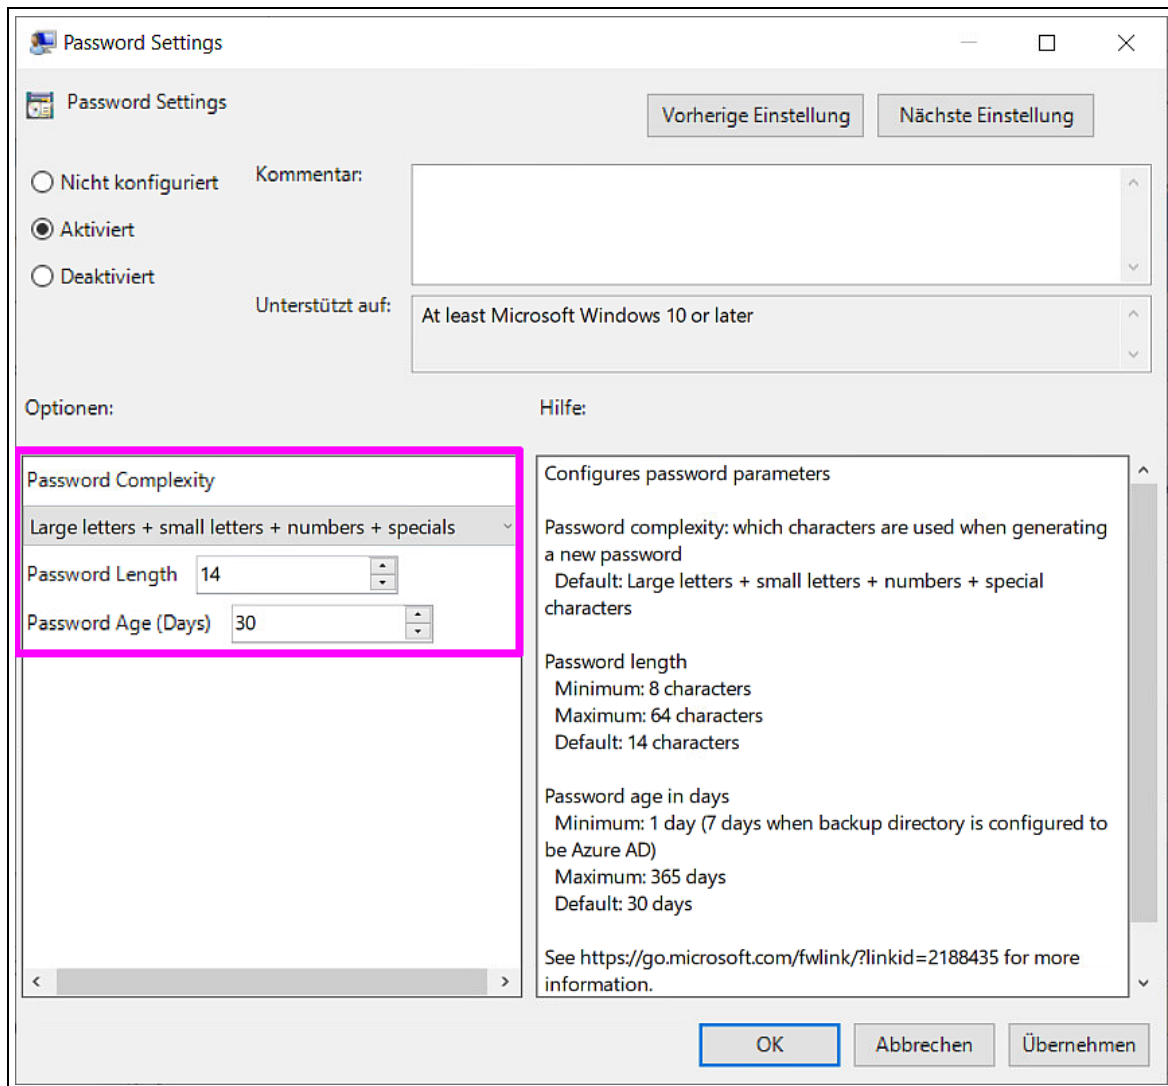 Password Settings
Password Settings
Vorherige Einstellung
Nächste Einstellung
Nicht konfiguriert
Kommentar:
Aktiviert
Deaktiviert
Unterstützt auf:
At least Microsoft Windows 10 or later
Optionen:
Hilfe:
Password Complexity
Large letters + small letters + numbers + specials
Password Length 14
Password Age (Days) 30
Configures password parameters
Password complexity: which characters are used when generating
a new password
Default: Large letters + small letters + numbers + special
characters
Password length
Minimum: 8 characters
Maximum: 64 characters
Default: 14 characters
Password age in days
Minimum: 1 day (7 days when backup directory is configured to
be Azure AD)
Maximum: 365 days
Default: 30 days
See https://go.microsoft.com/fwlink/?linkid=2188435 for more
information.
OK
Abbrechen
Übernehmen